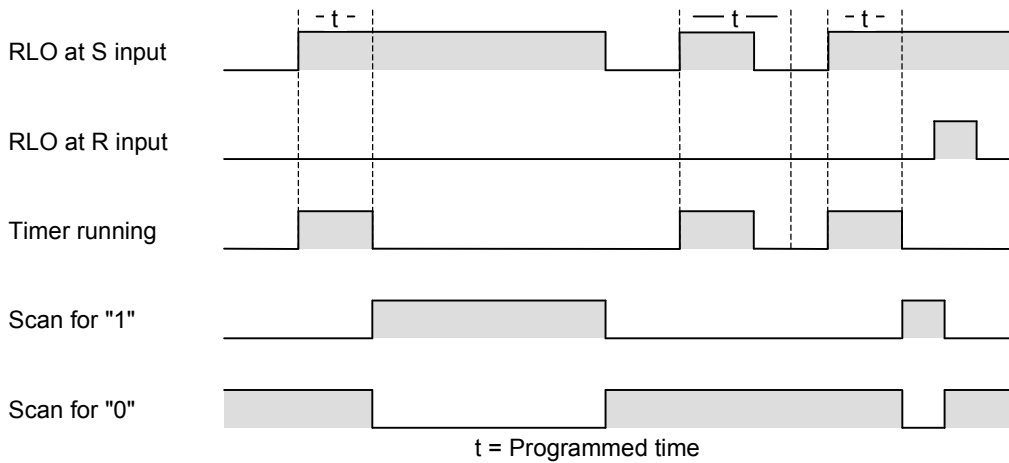 t t t
RLO at S input
RLO at R input
Timer running
Scan for "1"
Scan for "0"
t = Programmed time